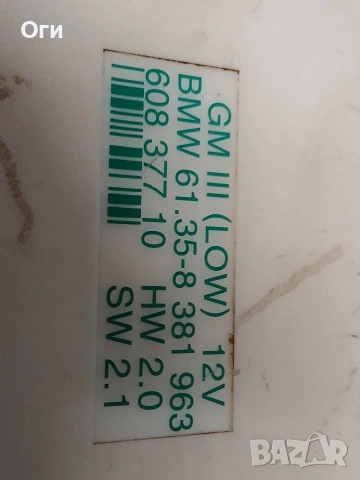 Оги
GM III (LOW) 12V
BMW 61.35-8 381 963
608 377 10 HW 2.0
SW 2.1
BAZAR